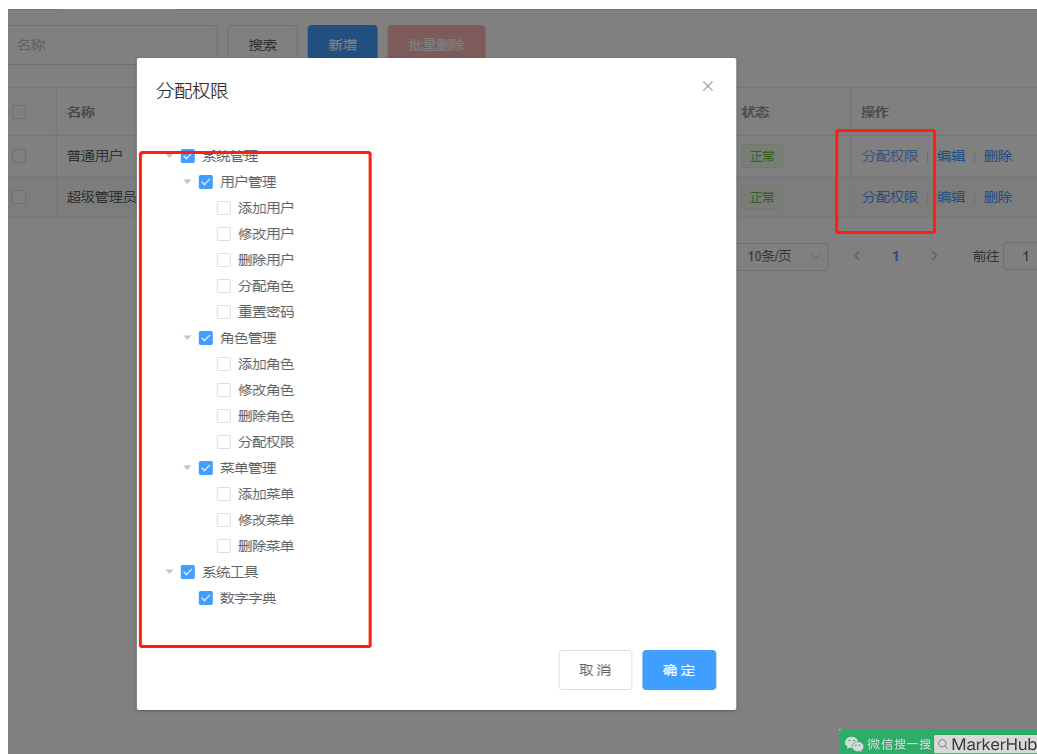 名称 搜索 新增 批量删除
分配权限
名称 状态 操作
系统管理
普通用户 正常 分配权限 编辑 删除
用户管理
超级管理员 正常 分配权限 编辑 删除
添加用户
修改用户
10条/页 1 前往 1
删除用户
分配角色
重置密码
角色管理
添加角色
修改角色
删除角色
分配权限
菜单管理
添加菜单
修改菜单
删除菜单
系统工具
数字字典
取消 确定
微信搜一搜 MarkerHub